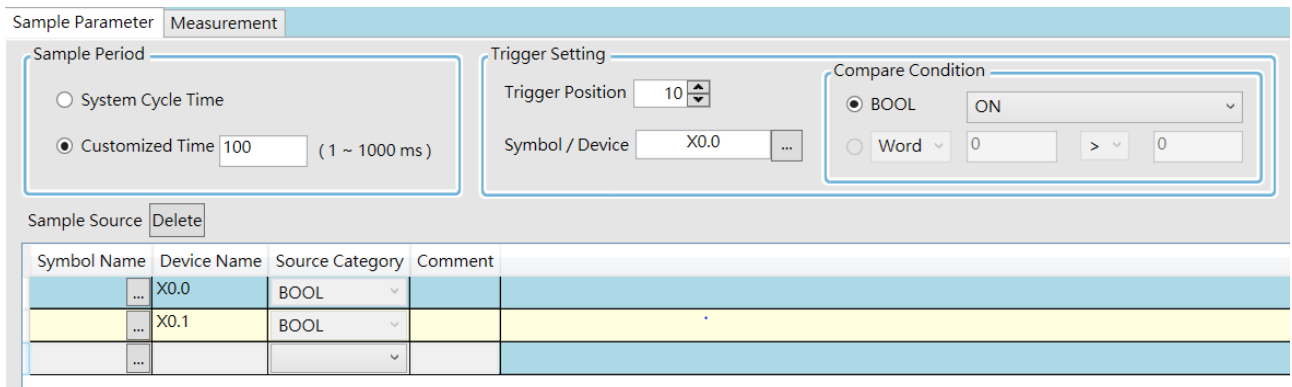 Sample Parameter Measurement
Sample Period
System Cycle Time
Customized Time 100 ( 1 ~ 1000 ms )
Trigger Setting
Trigger Position 10
Symbol / Device X0.0 ...
Compare Condition
BOOL ON
Word 0 > 0
Sample Source Delete
Symbol Name Device Name Source Category Comment
... X0.0 BOOL
... X0.1 BOOL
...